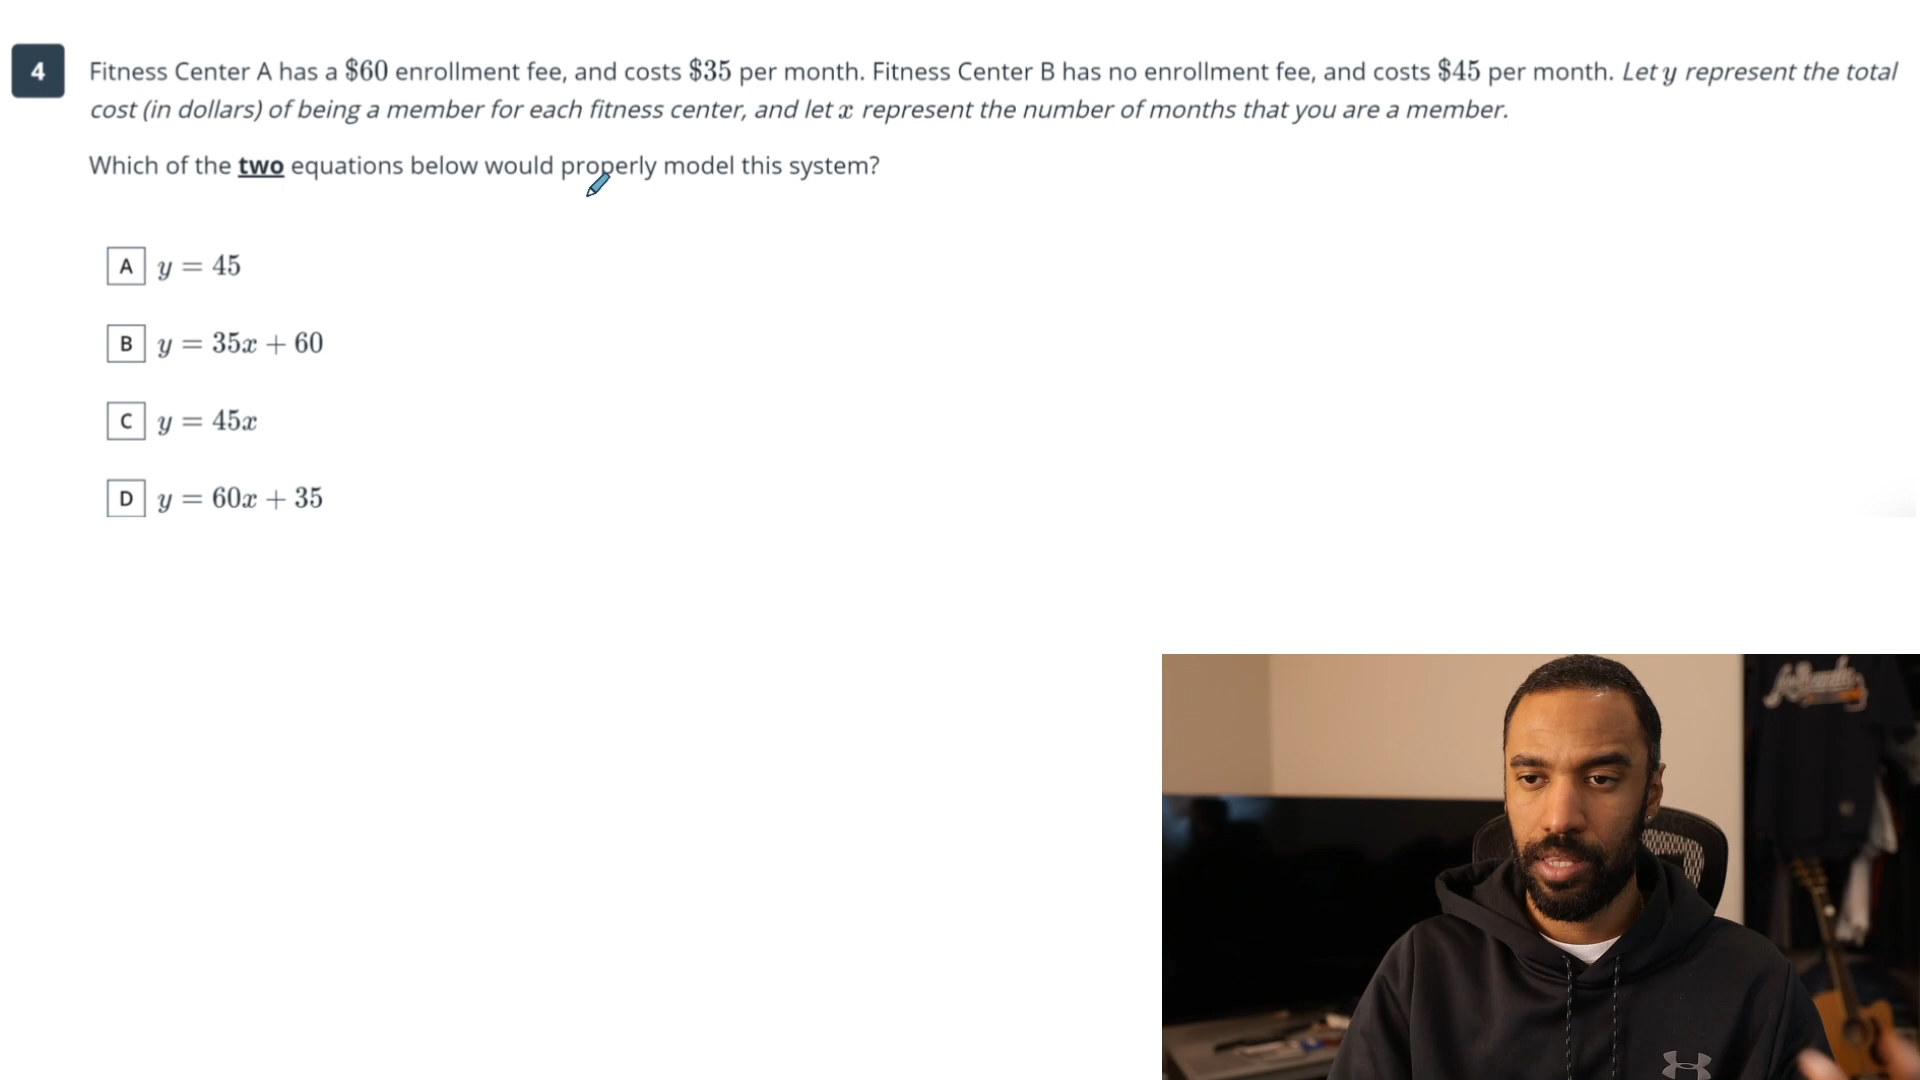 4
Fitness Center A has a $60 enrollment fee, and costs $35 per month. Fitness Center B has no enrollment fee, and costs $45 per month. Let y represent the total
cost (in dollars) of being a member for each fitness center, and let x represent the number of months that you are a member.
Which of the two equations below would properly model this system?
A y = 45
B y = 35x + 60
C y = 45x
D y = 60x + 35